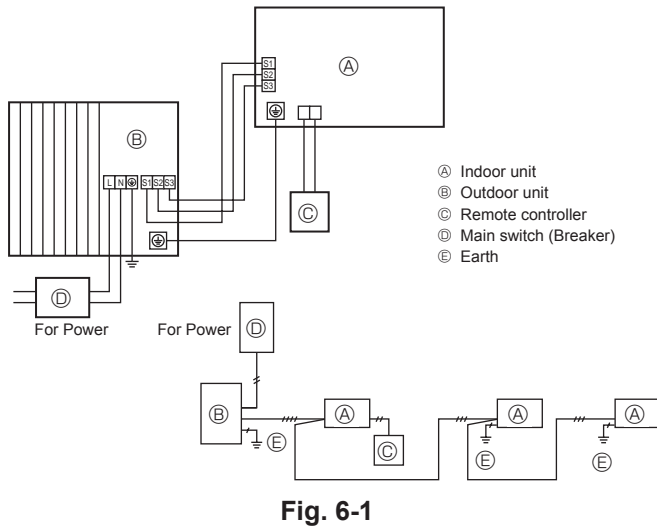 S1
S2
S3
Ⓐ
Ⓑ
L N S1 S2 S3
Ⓒ
Ⓐ Indoor unit
Ⓑ Outdoor unit
Ⓒ Remote controller
Ⓓ Main switch (Breaker)
Ⓔ Earth
Ⓓ
For Power
For Power Ⓓ
Ⓑ Ⓐ Ⓐ Ⓐ
Ⓔ Ⓒ Ⓔ Ⓔ
Fig. 6-1